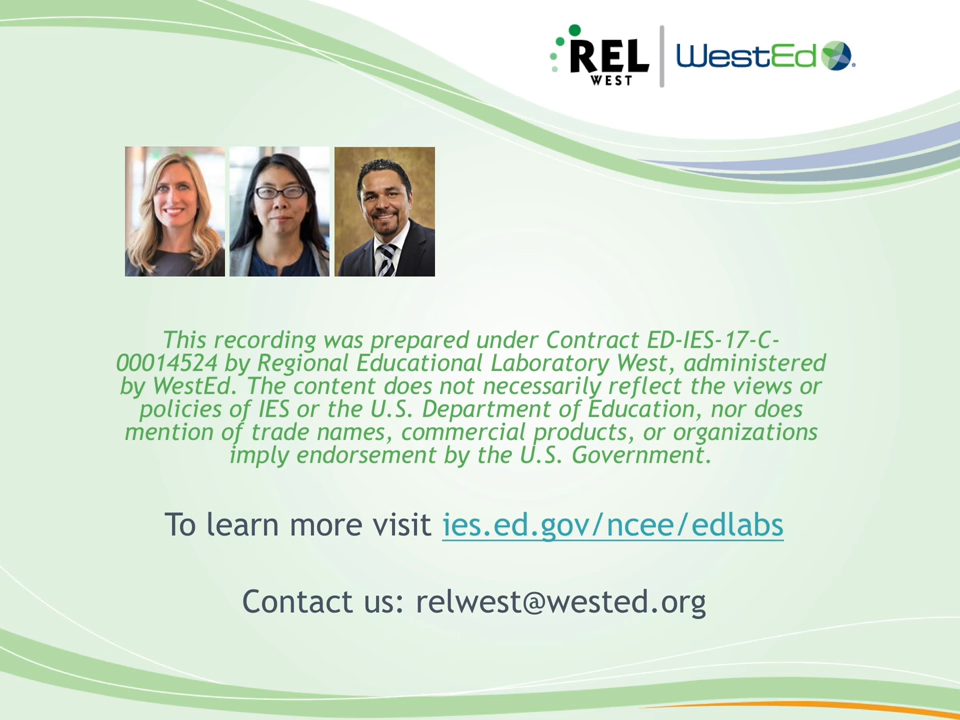 REL
WEST
WestEd
This recording was prepared under Contract ED-IES-17-C-
00014524 by Regional Educational Laboratory West, administered
by WestEd. The content does not necessarily reflect the views or
policies of IES or the U.S. Department of Education, nor does
mention of trade names, commercial products, or organizations
imply endorsement by the U.S. Government.
To learn more visit ies.ed.gov/ncee/edlabs
Contact us: relwest@wested.org